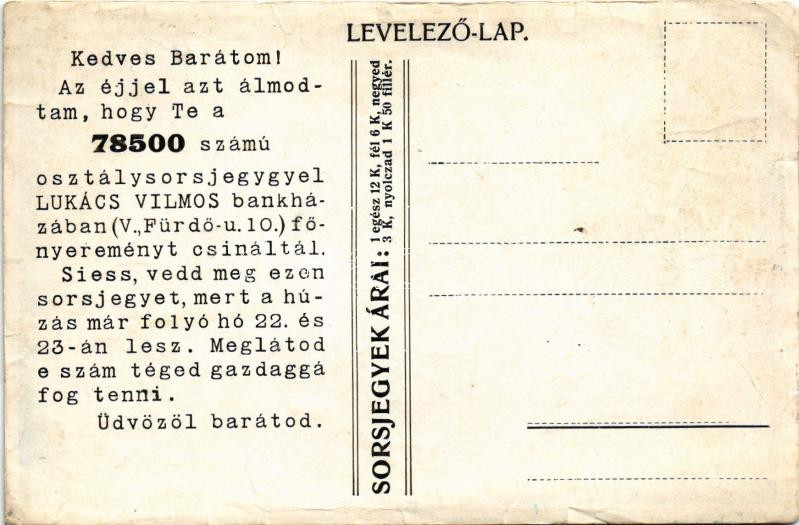 LEVELEZŐ-LAP.
Kedves Barátom!
Az éjjel azt álmod-
tam, hogy Te a
78500 számú
osztálysorsjegygyel
LUKÁCS VILMOS bankhá-
zában (V., Fürdő-u. 10.) fő-
nyereményt csináltál.
Siess, vedd meg ezen
sorsjegyet, mert a hú-
zás már folyó hó 22. és
23-án lesz. Meglátod
e szám téged gazdaggá
fog tenni.
Üdvözöl barátod.
SORSJEGYEK ÁRAI: 1 egész 12 K, fél 6 K, negyed
3 K, nyolczad 1 K 50 fillér.